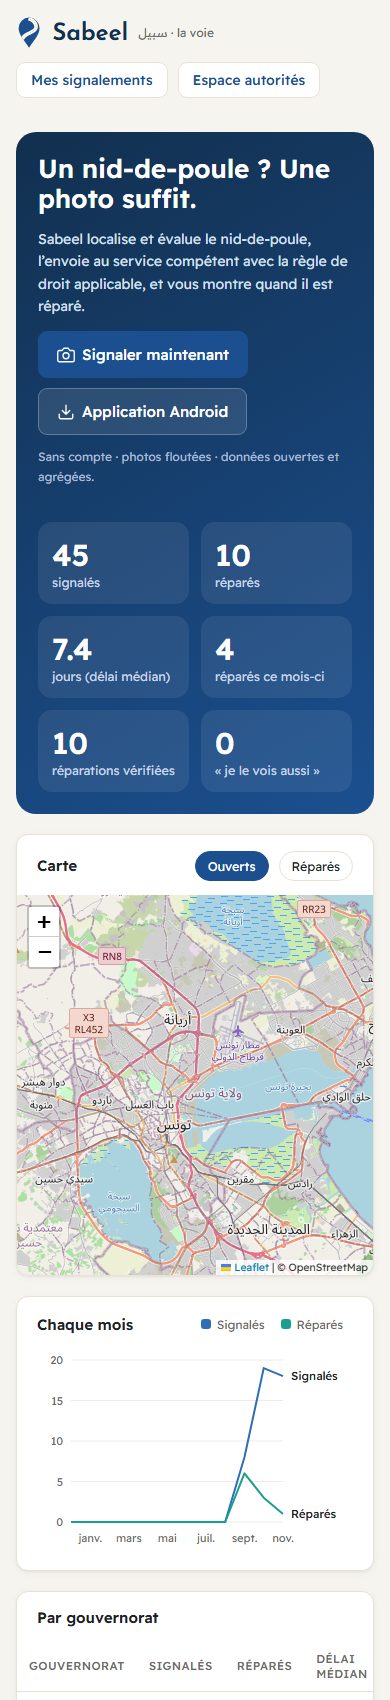 Sabeel سبيل · la voie
Mes signalements
Espace autorités
Un nid-de-poule ? Une
photo suffit.
Sabeel localise et évalue le nid-de-poule,
l'envoie au service compétent avec la règle de
droit applicable, et vous montre quand il est
réparé.
Signaler maintenant
Application Android
Sans compte · photos floutées · données ouvertes et
agrégées.
45
signalés
10
réparés
7.4
jours (délai médian)
4
réparés ce mois-ci
10
réparations vérifiées
0
« je le vois aussi »
Carte
Ouverts
Réparés
+
−
سبخة
أريانة
RR23
RN8
X3
RL452
أريانة
مطار تونس
قرطاج الدولي
العوينة
دوار هيشر
منوبة
باردو
باب العسل
ولاية تونس
بحيرة تونس
حلق الوادي
تونس
سيدي حسين
سبخة
السيجومي
مقرين
رادس
المدينة الجديدة
الزهراء
Leaflet | © OpenStreetMap
Chaque mois
Signalés
Réparés
20
15
10
5
0
Signalés
Réparés
janv.
mars
mai
juil.
sept.
nov.
Par gouvernorat
GOUVERNORAT
SIGNALÉS
RÉPARÉS
DÉLAI
MÉDIAN